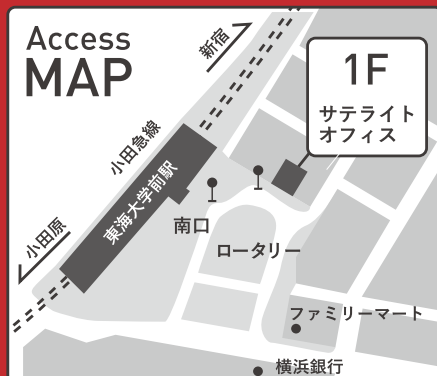 Access
MAP
新宿
1F
サテライト
オフィス
小田急線
東海大学前駅
小田原
南口
ロータリー
ファミリーマート
横浜銀行